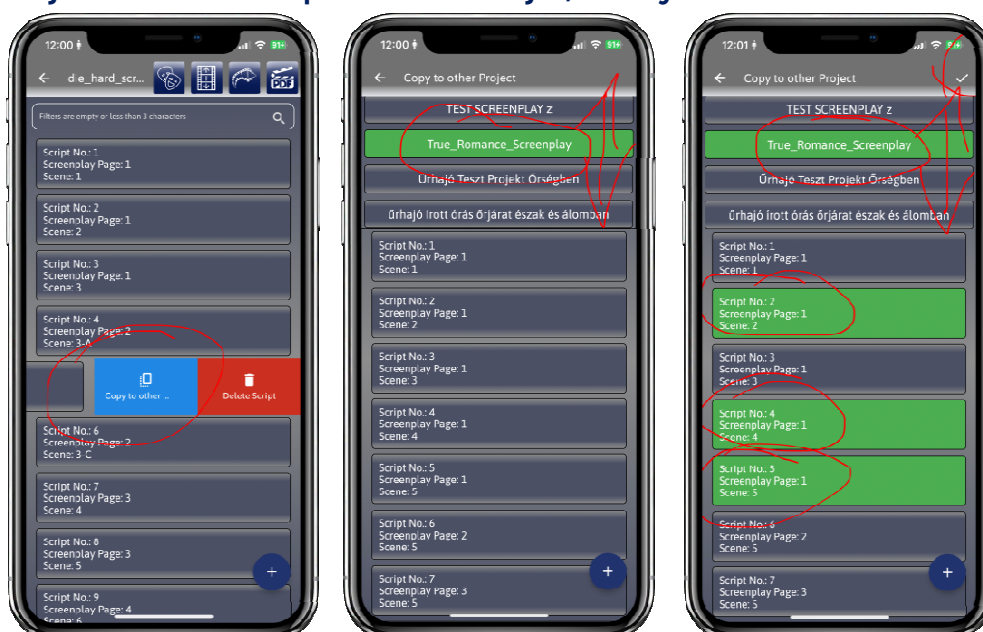 12:00
91+
die_hard_scr...
PDF
Filters are empty or less than 3 characters
Script No.: 1
Screenplay Page: 1
Scene: 1
Script No.: 2
Screenplay Page: 1
Scene: 2
Script No.: 3
Screenplay Page: 1
Scene: 3
Script No.: 4
Screenplay Page: 2
Scene: 3-A
Copy to other ...
Delete Script
Script No.: 6
Screenplay Page: 2
Scene: 3-C
Script No.: 7
Screenplay Page: 3
Scene: 4
Script No.: 8
Screenplay Page: 3
Scene: 5
Script No.: 9
Screenplay Page: 4
Scene: 6
+
12:00
91+
Copy to other Project
TEST SCREENPLAY z
True_Romance_Screenplay
Űrhajó Teszt Projekt Őrségben
űrhajó írott órás őrjárat észak és álomban
Script No.: 1
Screenplay Page: 1
Scene: 1
Script No.: 2
Screenplay Page: 1
Scene: 2
Script No.: 3
Screenplay Page: 1
Scene: 3
Script No.: 4
Screenplay Page: 1
Scene: 4
Script No.: 5
Screenplay Page: 1
Scene: 5
Script No.: 6
Screenplay Page: 2
Scene: 5
Script No.: 7
Screenplay Page: 3
Scene: 5
+
12:01
Copy to other Project
TEST SCREENPLAY z
True_Romance_Screenplay
Űrhajó Teszt Projekt Őrségben
űrhajó írott órás őrjárat észak és álomban
Script No.: 1
Screenplay Page: 1
Scene: 1
Script No.: 2
Screenplay Page: 1
Scene: 2
Script No.: 3
Screenplay Page: 1
Scene: 3
Script No.: 4
Screenplay Page: 1
Scene: 4
Script No.: 5
Screenplay Page: 1
Scene: 5
Script No.: 6
Screenplay Page: 2
Scene: 5
Script No.: 7
Screenplay Page: 3
Scene: 5
+